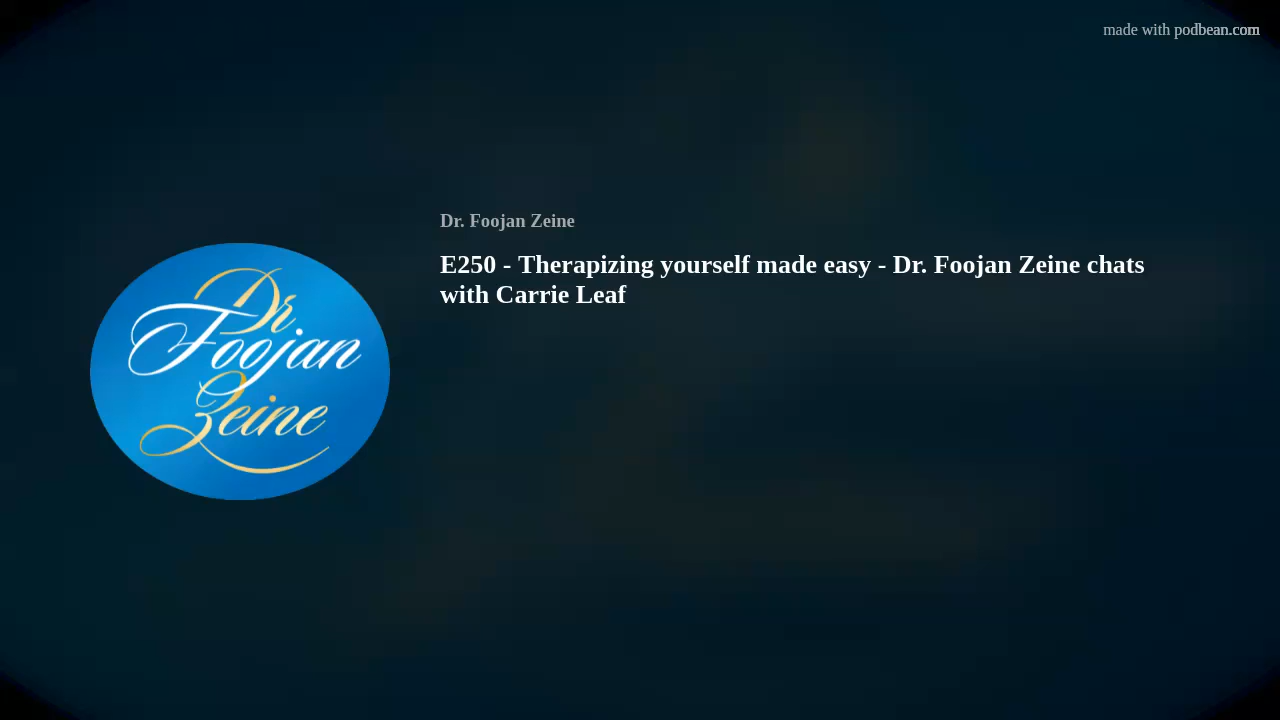 made with podbean.com
Dr. Foojan Zeine
E250 - Therapizing yourself made easy - Dr. Foojan Zeine chats
with Carrie Leaf
Dr
Foojan
Zeine